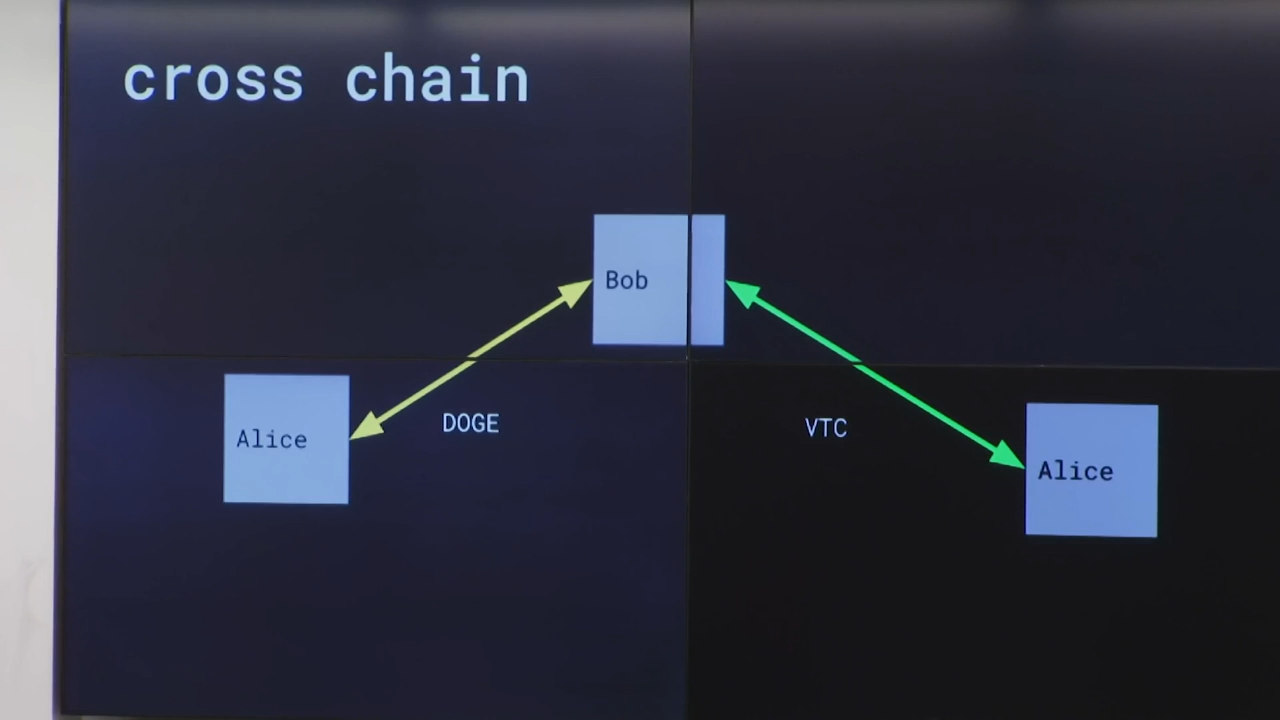 cross chain
Bob
Alice
DOGE
VTC
Alice